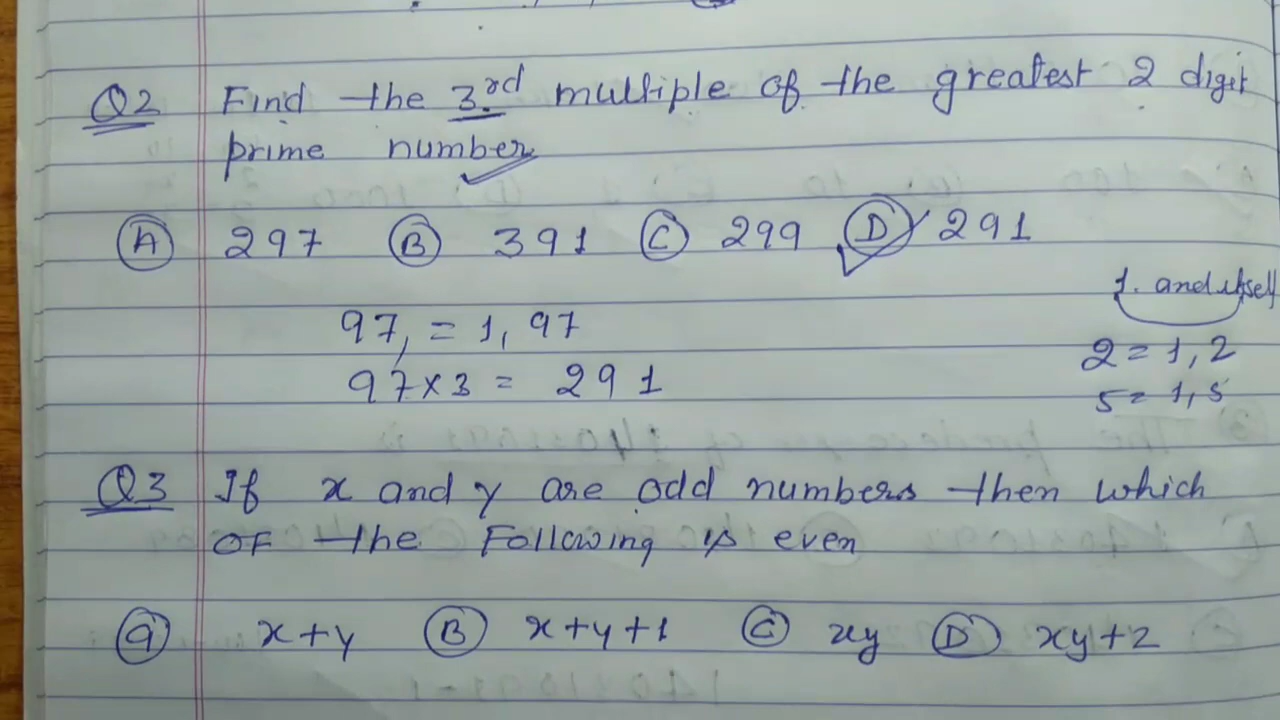 Q2 Find the 3rd multiple of the greatest 2 digit
prime number
A 297 B 391 C 299 D 291
1. and itself
97, = 1, 97
2 = 1, 2
97 x 3 = 291
5 = 1, 5
Q3 If x and y are odd numbers then which
OF the Following is even
a x+y B x+y+1 C xy D xy+2